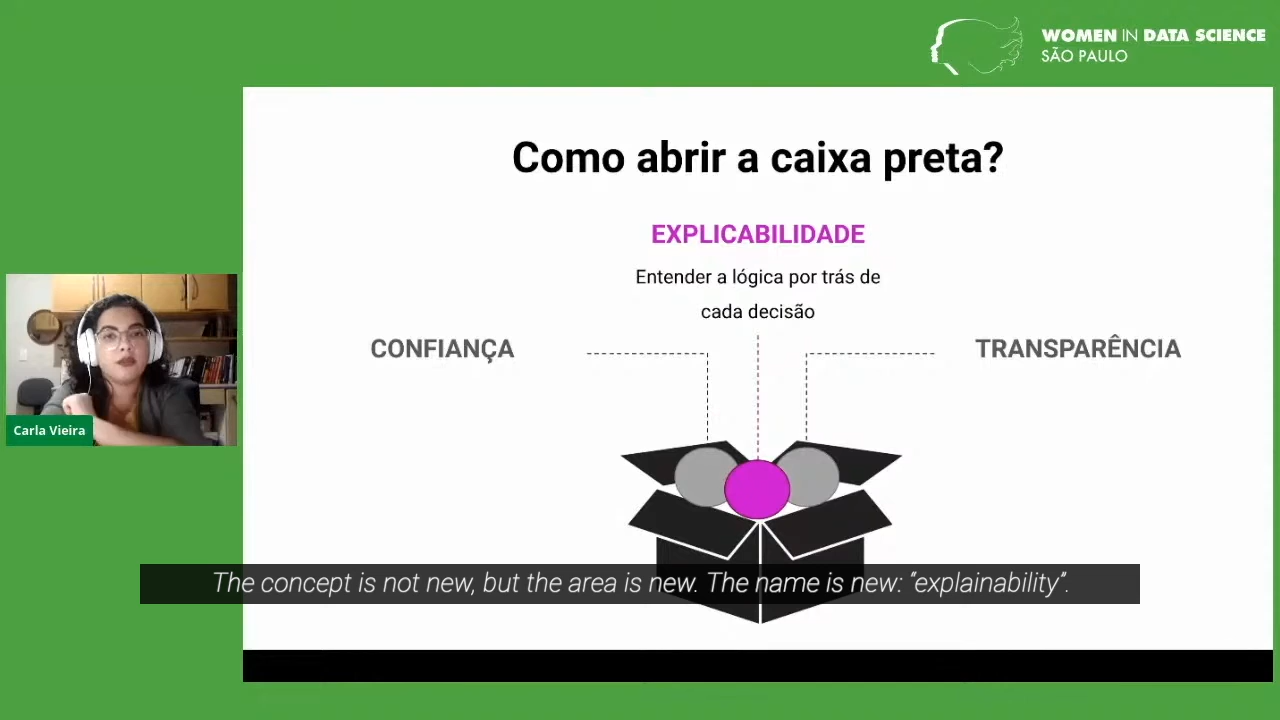 WOMEN IN DATA SCIENCE
SÃO PAULO
Como abrir a caixa preta?
EXPLICABILIDADE
Entender a lógica por trás de
cada decisão
CONFIANÇA
TRANSPARÊNCIA
Carla Vieira
The concept is not new, but the area is new. The name is new: “explainability”.